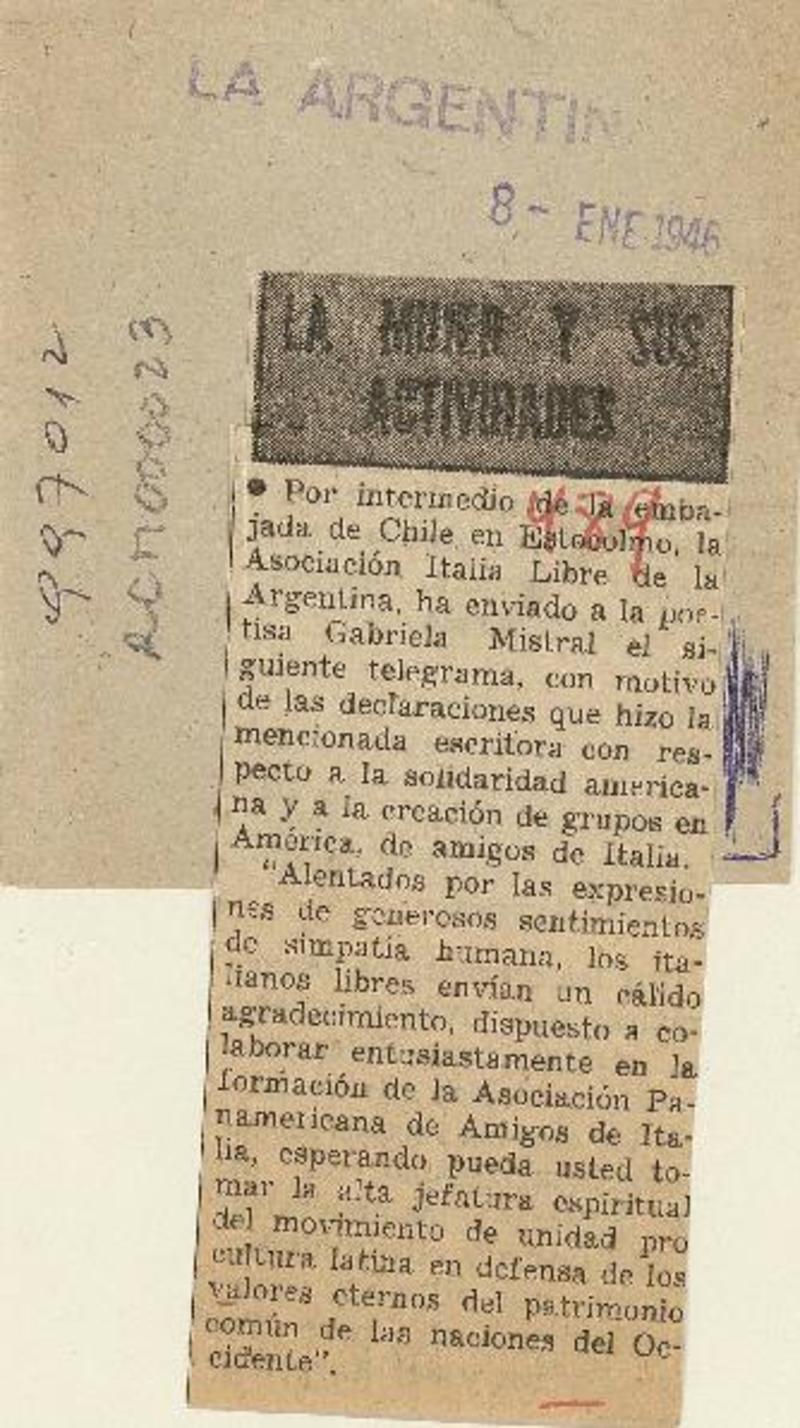 LA ARGENTIN
8 - ENE 1946
997012
LA MUJER Y SUS
ACTIVIDADES
● Por intermedio de la emba-
jada de Chile en Estocolmo, la
Asociación Italia Libre de la
Argentina, ha enviado a la poe-
tisa Gabriela Mistral el si-
guiente telegrama, con motivo
de las declaraciones que hizo la
mencionada escritora con res-
pecto a la solidaridad america-
na y a la creación de grupos en
América, de amigos de Italia.
"Alentados por las expresio-
nes de generosos sentimientos
de simpatía humana, los ita-
lianos libres envían un cálido
agradecimiento, dispuesto a co-
laborar entusiastamente en la
formación de la Asociación Pa-
namericana de Amigos de Ita-
lia, esperando pueda usted to-
mar la alta jefatura espiritual
del movimiento de unidad pro
cultura latina en defensa de los
valores eternos del patrimonio
común de las naciones del Oc-
cidente".